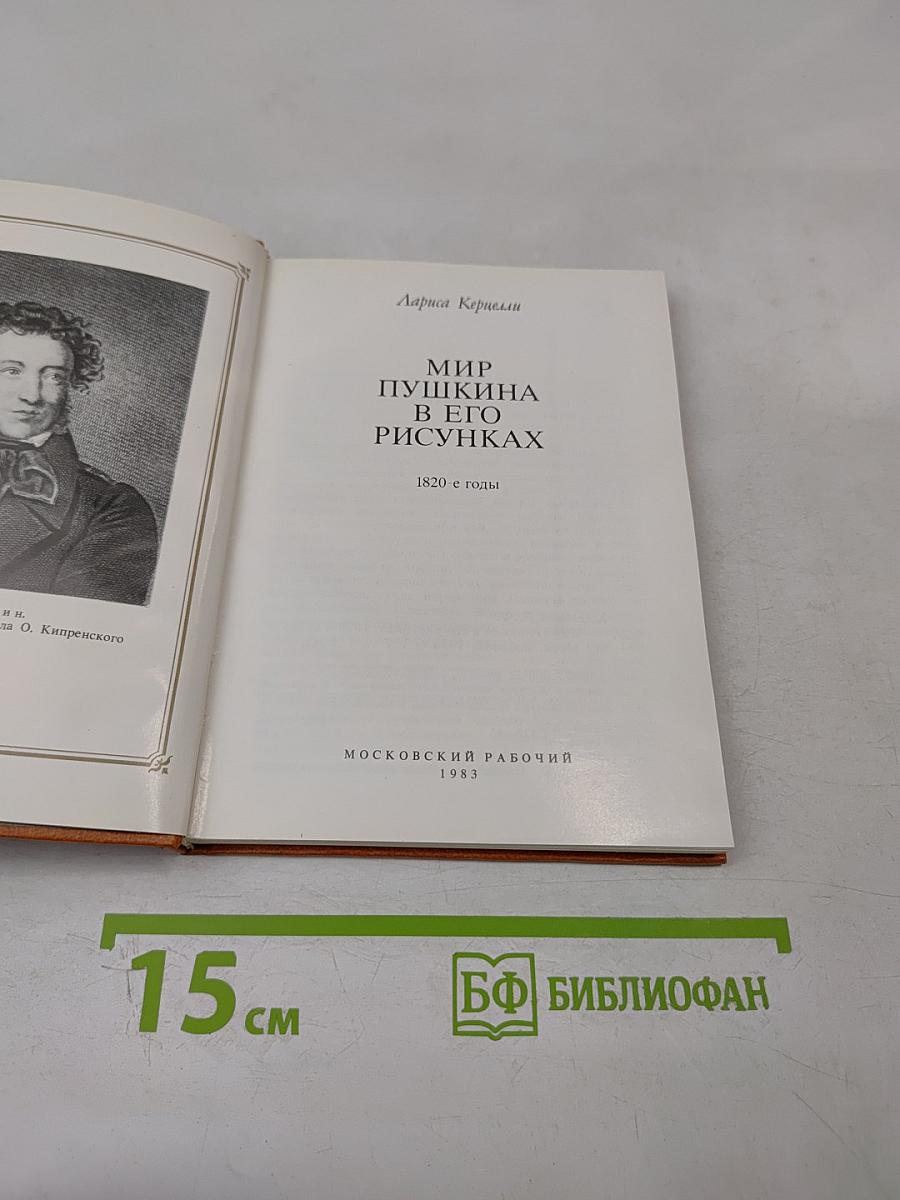 и н.
ла О. Кипренского
Лариса Керцелли
МИР
ПУШКИНА
В ЕГО
РИСУНКАХ
1820-е годы
МОСКОВСКИЙ РАБОЧИЙ
1983
15 см
БФ БИБЛИОФАН